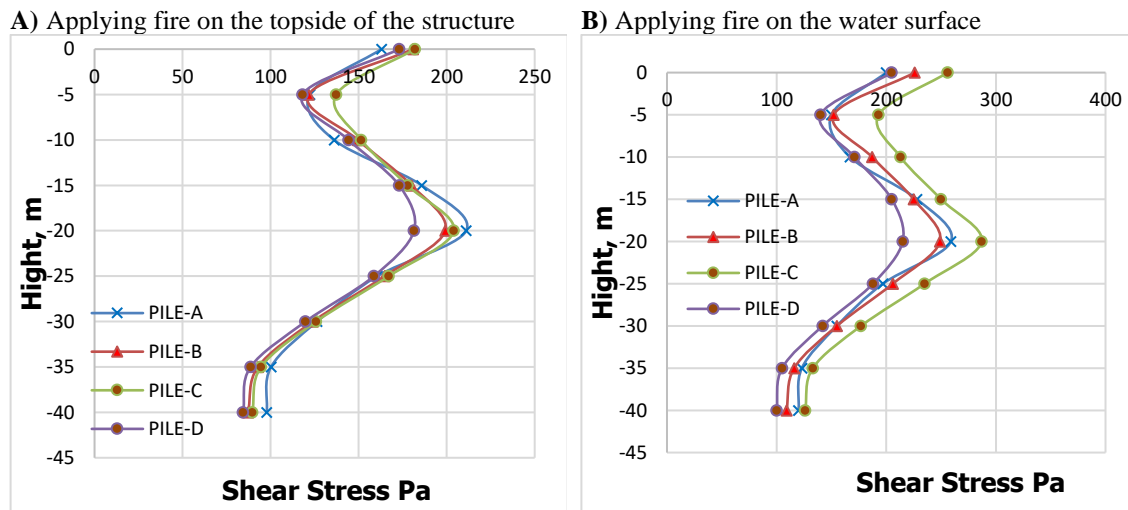 A) Applying fire on the topside of the structure
0
-5
-10
-15
-20
-25
-30
-35
-40
-45
0 50 100 150 200 250
Hight, m
PILE-A
PILE-B
PILE-C
PILE-D
Shear Stress Pa
B) Applying fire on the water surface
5
0
-5
-10
-15
-20
-25
-30
-35
-40
-45
0 100 200 300 400
Hight, m
PILE-A
PILE-B
PILE-C
PILE-D
Shear Stress Pa